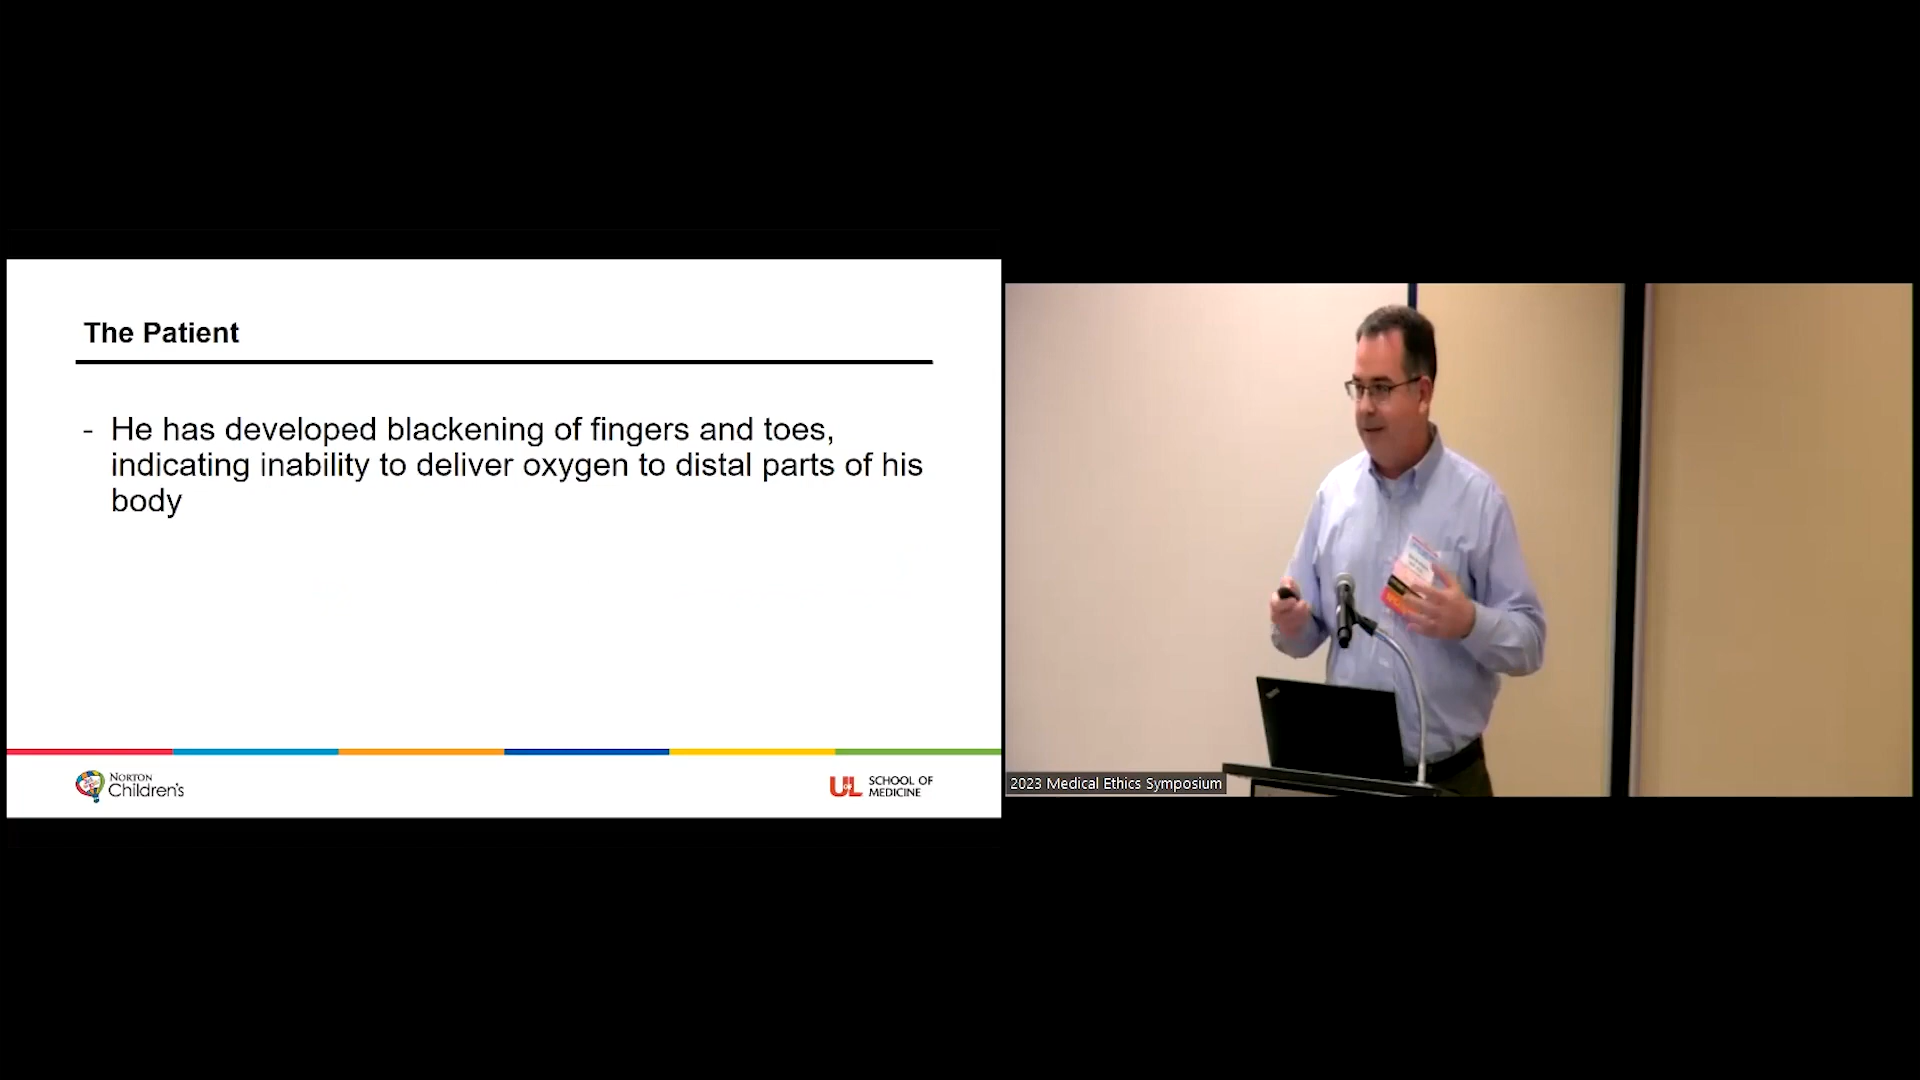 The Patient
- He has developed blackening of fingers and toes,
indicating inability to deliver oxygen to distal parts of his
body
NORTON
Children's
UofL SCHOOL OF
MEDICINE
2023 Medical Ethics Symposium